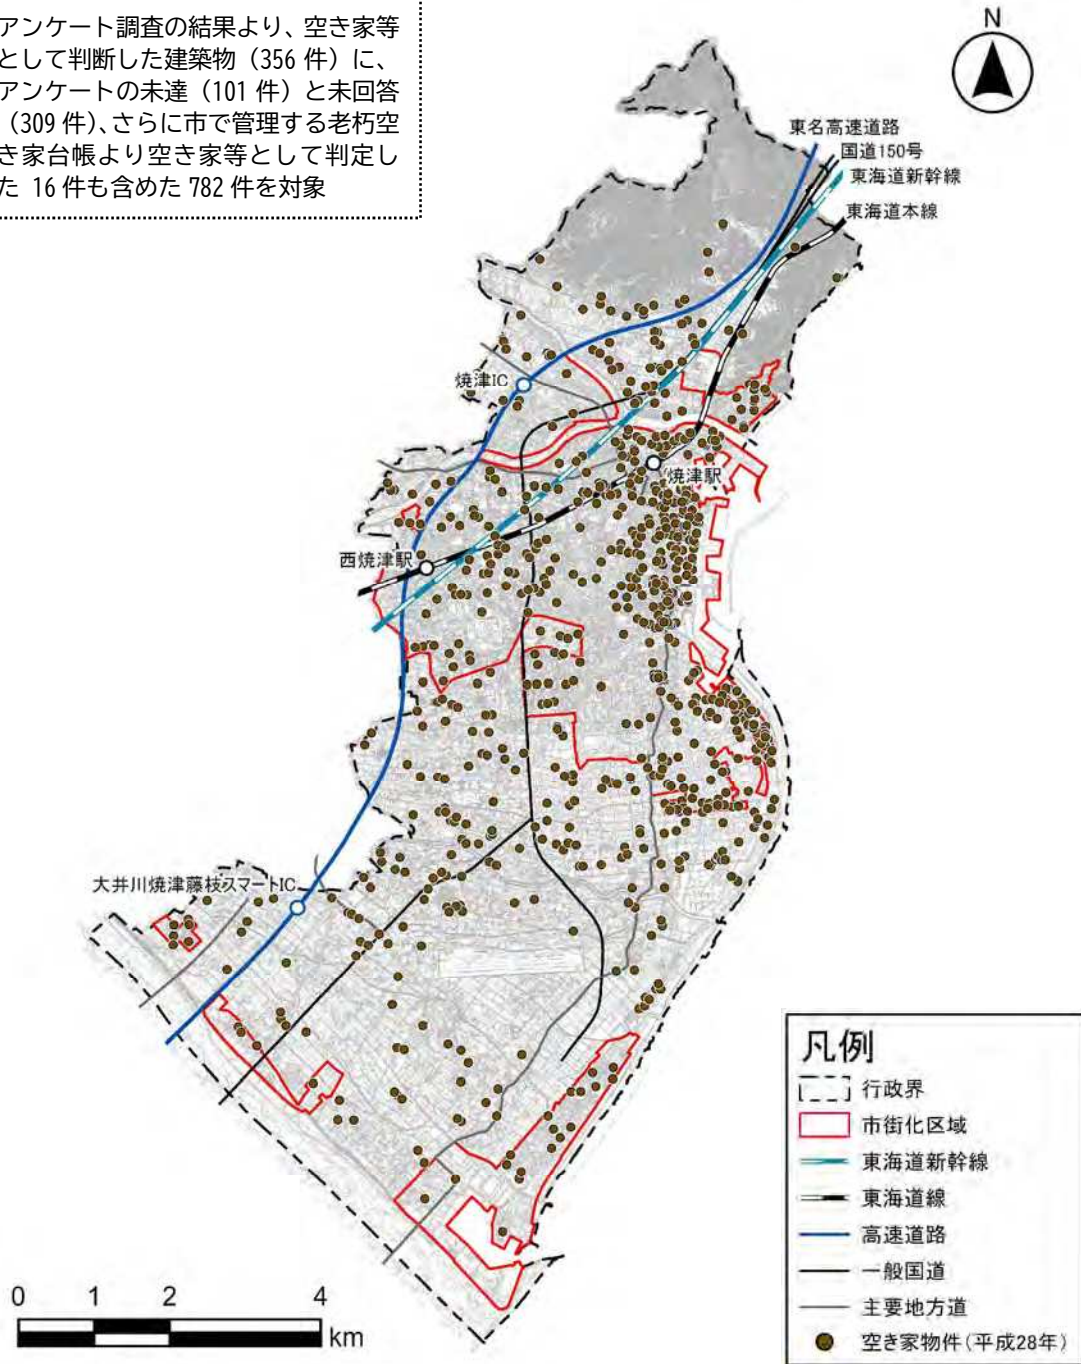 アンケート調査の結果より、空き家等
として判断した建築物（356 件）に、
アンケートの未達（101 件）と未回答
（309 件）、さらに市で管理する老朽空
き家台帳より空き家等として判定し
た 16 件も含めた 782 件を対象
N
東名高速道路
国道150号
東海道新幹線
東海道本線
焼津IC
焼津駅
西焼津駅
大井川焼津藤枝スマートIC
凡例
行政界
市街化区域
東海道新幹線
東海道線
高速道路
一般国道
主要地方道
空き家物件（平成28年）
0 1 2 4
km